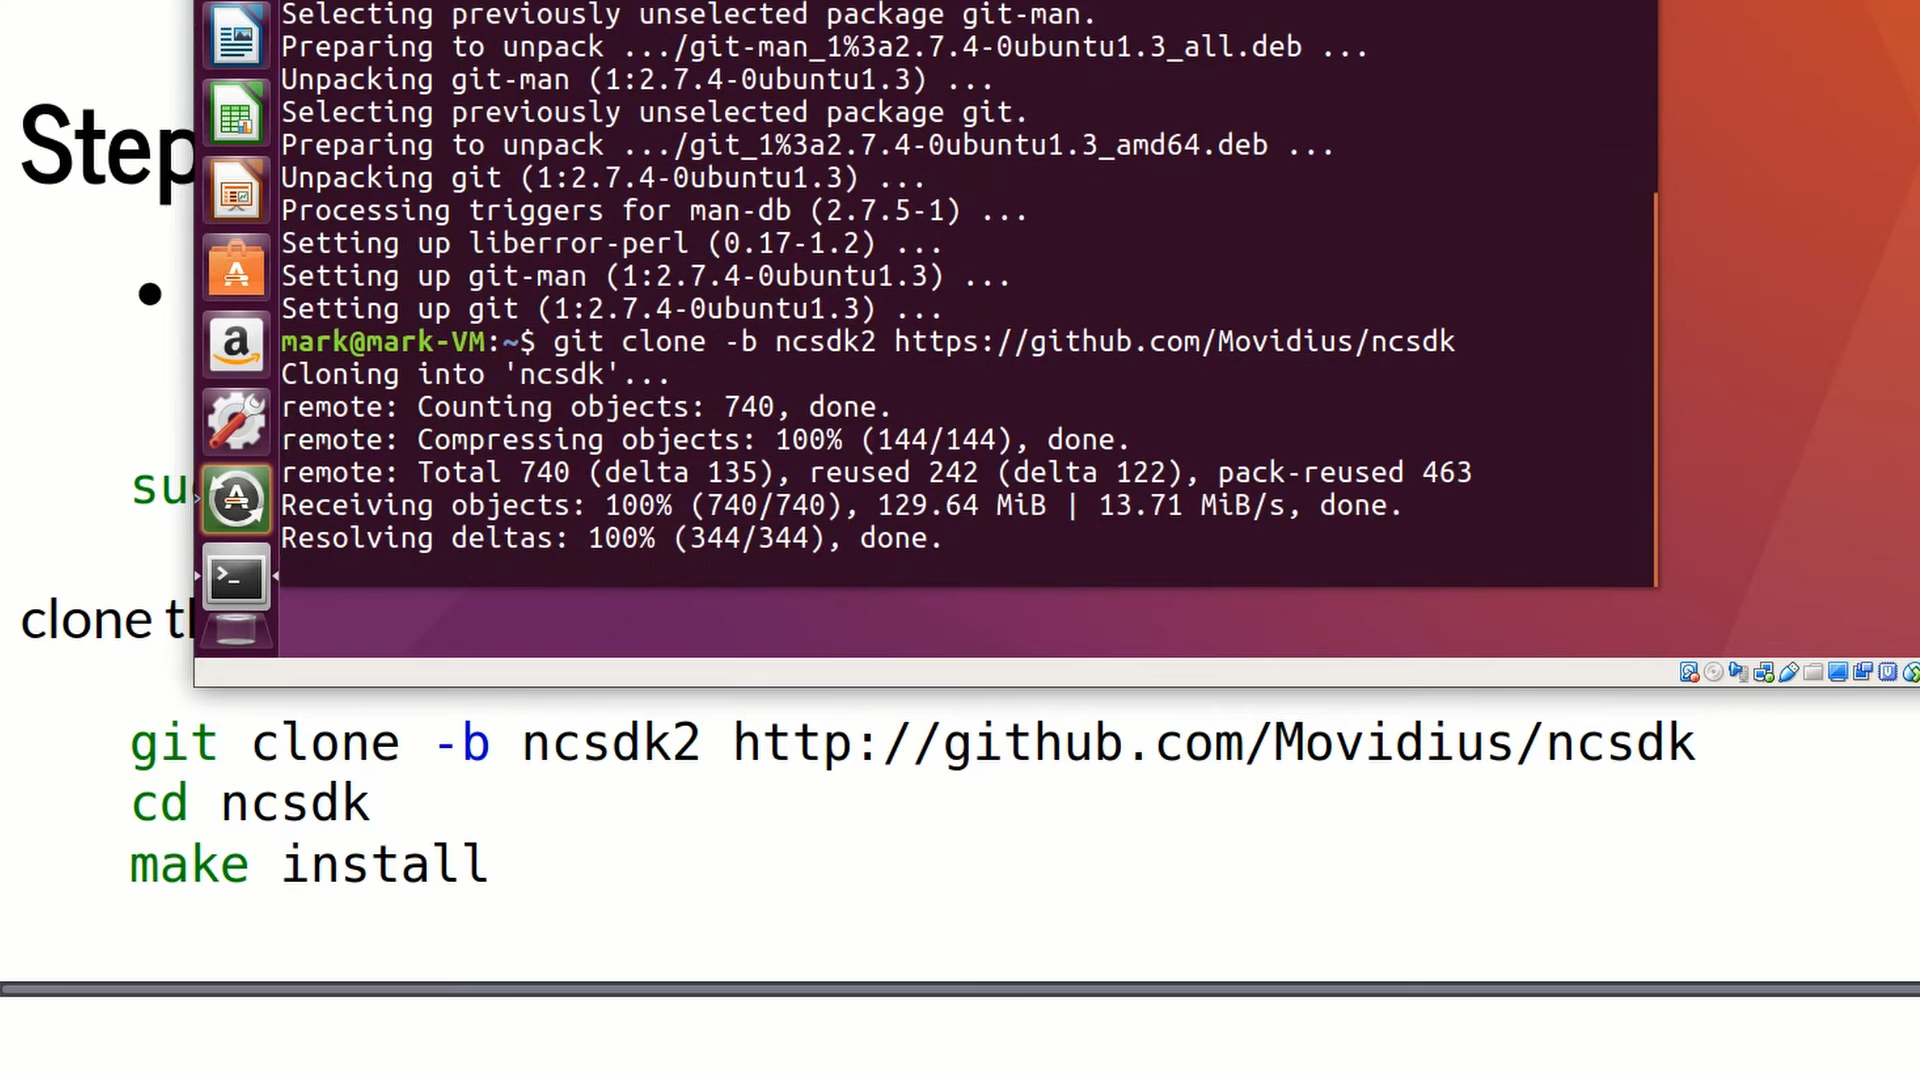 Selecting previously unselected package git-man.
Preparing to unpack .../git-man_1%3a2.7.4-0ubuntu1.3_all.deb ...
Unpacking git-man (1:2.7.4-0ubuntu1.3) ...
Selecting previously unselected package git.
Preparing to unpack .../git_1%3a2.7.4-0ubuntu1.3_amd64.deb ...
Unpacking git (1:2.7.4-0ubuntu1.3) ...
Processing triggers for man-db (2.7.5-1) ...
Setting up liberror-perl (0.17-1.2) ...
Setting up git-man (1:2.7.4-0ubuntu1.3) ...
Setting up git (1:2.7.4-0ubuntu1.3) ...
mark@mark-VM:~$ git clone -b ncsdk2 https://github.com/Movidius/ncsdk
Cloning into 'ncsdk'...
remote: Counting objects: 740, done.
remote: Compressing objects: 100% (144/144), done.
remote: Total 740 (delta 135), reused 242 (delta 122), pack-reused 463
Receiving objects: 100% (740/740), 129.64 MiB | 13.71 MiB/s, done.
Resolving deltas: 100% (344/344), done.
Step
•
su
clone t
git clone -b ncsdk2 http://github.com/Movidius/ncsdk
cd ncsdk
make install